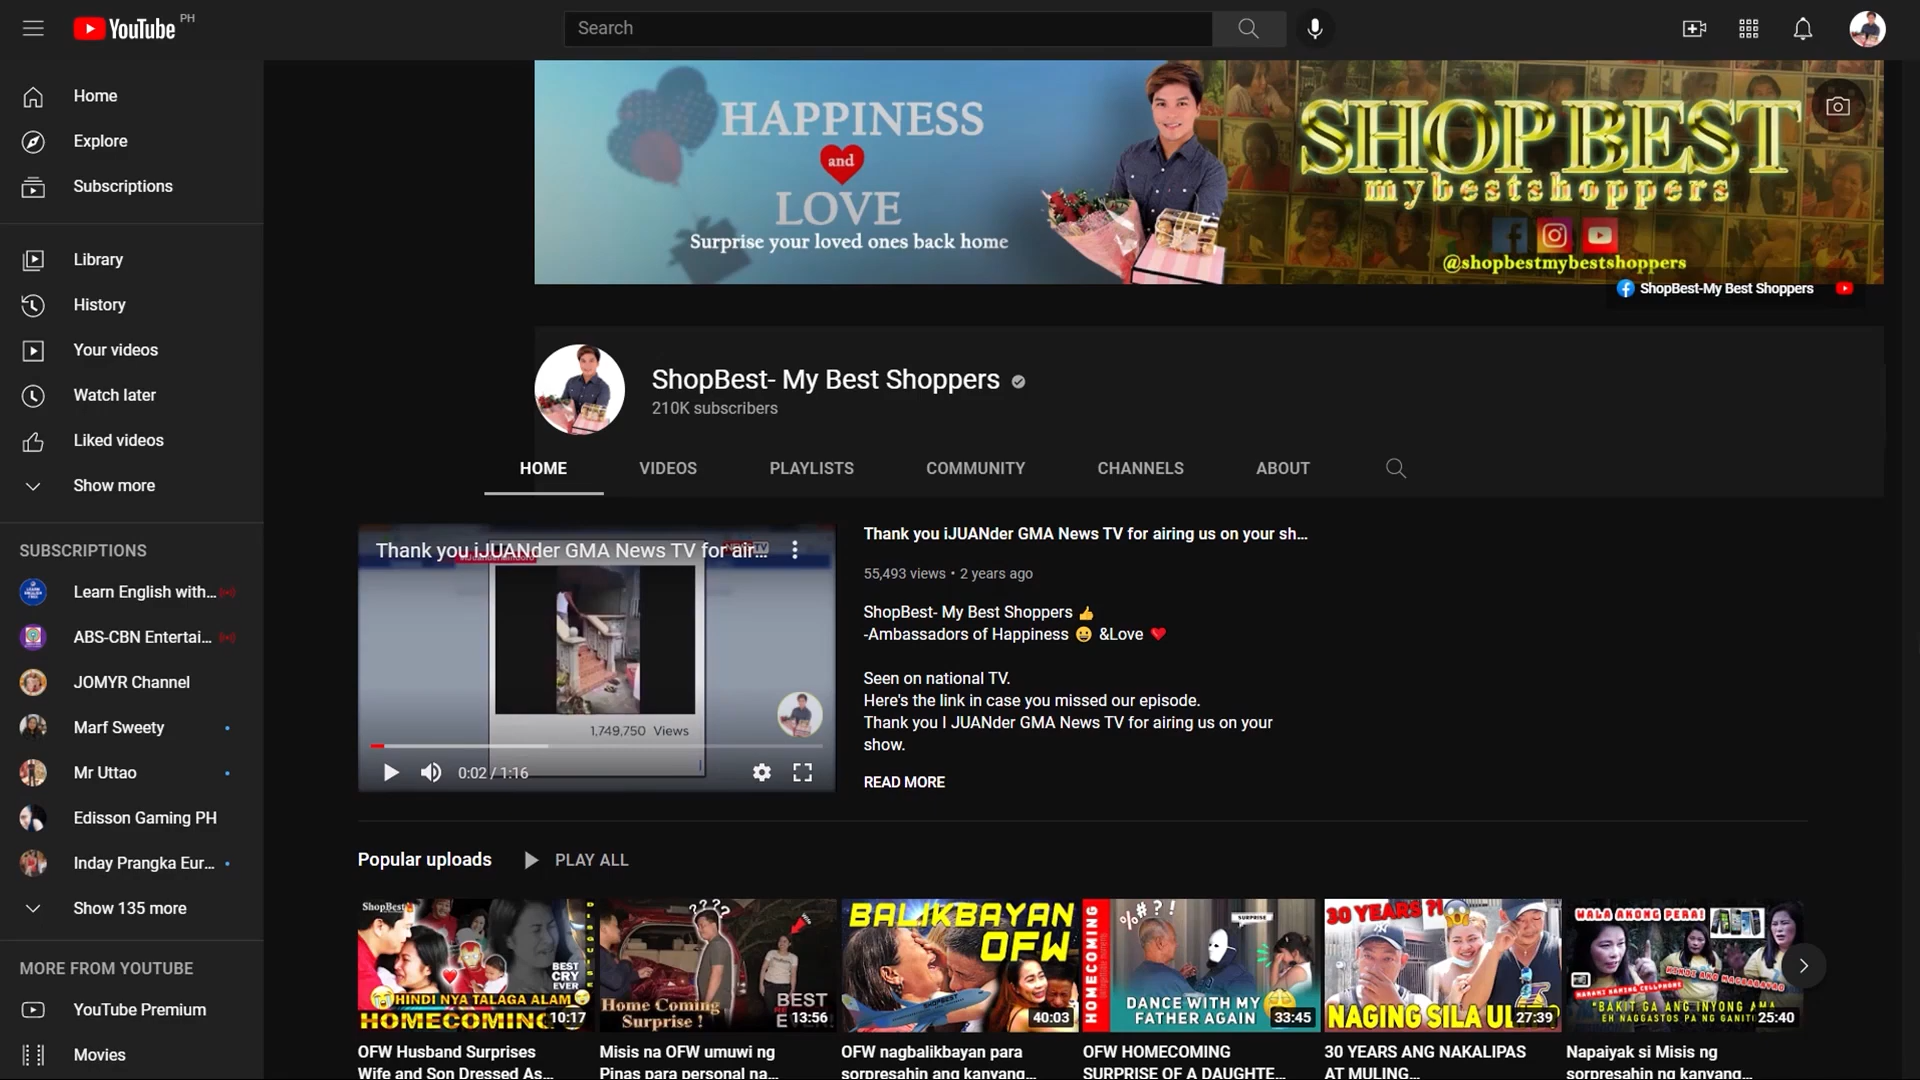 YouTube PH
Search
Home
Explore
Subscriptions
Library
History
Your videos
Watch later
Liked videos
Show more
SUBSCRIPTIONS
Learn English with...
ABS-CBN Entertai...
JOMYR Channel
Marf Sweety
Mr Uttao
Edisson Gaming PH
Inday Prangka Eur...
Show 135 more
MORE FROM YOUTUBE
YouTube Premium
Movies
HAPPINESS
and
LOVE
Surprise your loved ones back home
SHOPBEST
mybestshoppers
@shopbestmybestshoppers
ShopBest-My Best Shoppers
ShopBest- My Best Shoppers
210K subscribers
HOME VIDEOS PLAYLISTS COMMUNITY CHANNELS ABOUT
Thank you iJUANder GMA News TV for air...
1,749,750 Views
0:02 / 1:16
Thank you iJUANder GMA News TV for airing us on your sh...
55,493 views • 2 years ago
ShopBest- My Best Shoppers 👍
-Ambassadors of Happiness 😀 &Love ❤️
Seen on national TV.
Here's the link in case you missed our episode.
Thank you I JUANder GMA News TV for airing us on your
show.
READ MORE
Popular uploads PLAY ALL
ShopBest
BEST
CRY
EVER
HINDI NYA TALAGA ALAM
HOMECOMING
10:17
OFW Husband Surprises
Wife and Son Dressed As...
????
Home Coming
Surprise !
BEST
13:56
Misis na OFW umuwi ng
Pinas para personal na...
BALIKBAYAN
OFW
SHOPBEST
40:03
OFW nagbalikbayan para
sorpresahin ang kanyang...
HOMECOMING
%#?!
SURPRISE
DANCE WITH MY
FATHER AGAIN
33:45
OFW HOMECOMING
SURPRISE OF A DAUGHTE...
30 YEARS ?!
NAGING SILA UL
27:39
30 YEARS ANG NAKALIPAS
AT MULING...
WALA AKONG PERA!
"BAKIT GA ANG INYONG AMA
EH NAGGASTOS PA NG GANIT
25:40
Napaiyak si Misis ng
sorpresahin ng kanyang...